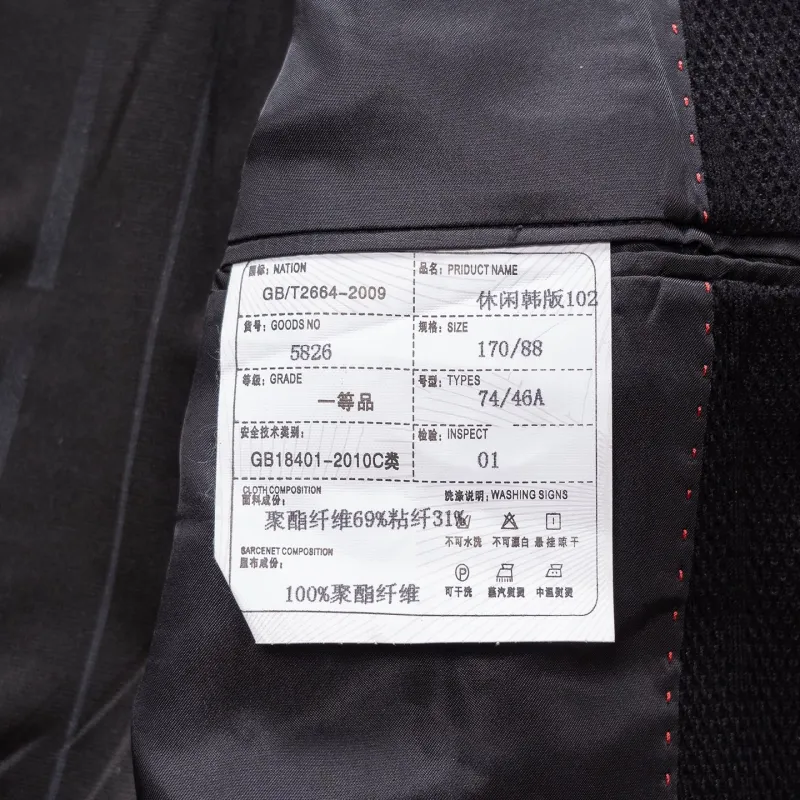 国标：NATION
GB/T2664-2009
品名：PRIDUCT NAME
休闲韩版102
货号：GOODS NO
5826
规格：SIZE
170/88
等级：GRADE
一等品
号型：TYPES
74/46A
安全技术类别：
GB18401-2010C类
检验：INSPECT
01
CLOTH COMPOSITION
面料成份：
聚酯纤维69%粘纤31%
SARCENET COMPOSITION
里布成份：
100%聚酯纤维
洗涤说明：WASHING SIGNS
不可水洗 不可漂白 悬挂晾干
P
可干洗 蒸汽熨烫 中温熨烫